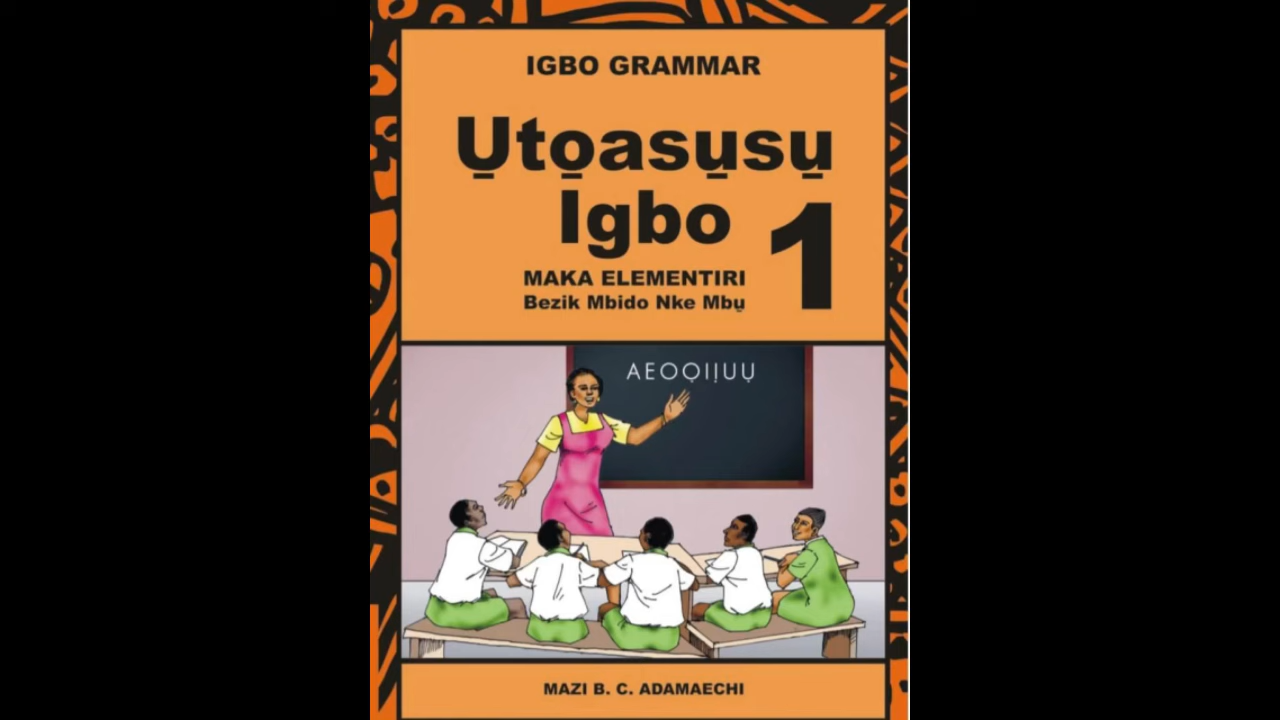 IGBO GRAMMAR
Ụtọasụsụ
Igbo
1
MAKA ELEMENTIRI
Bezik Mbido Nke Mbụ
AEOỌIỊUỤ
MAZI B. C. ADAMAECHI